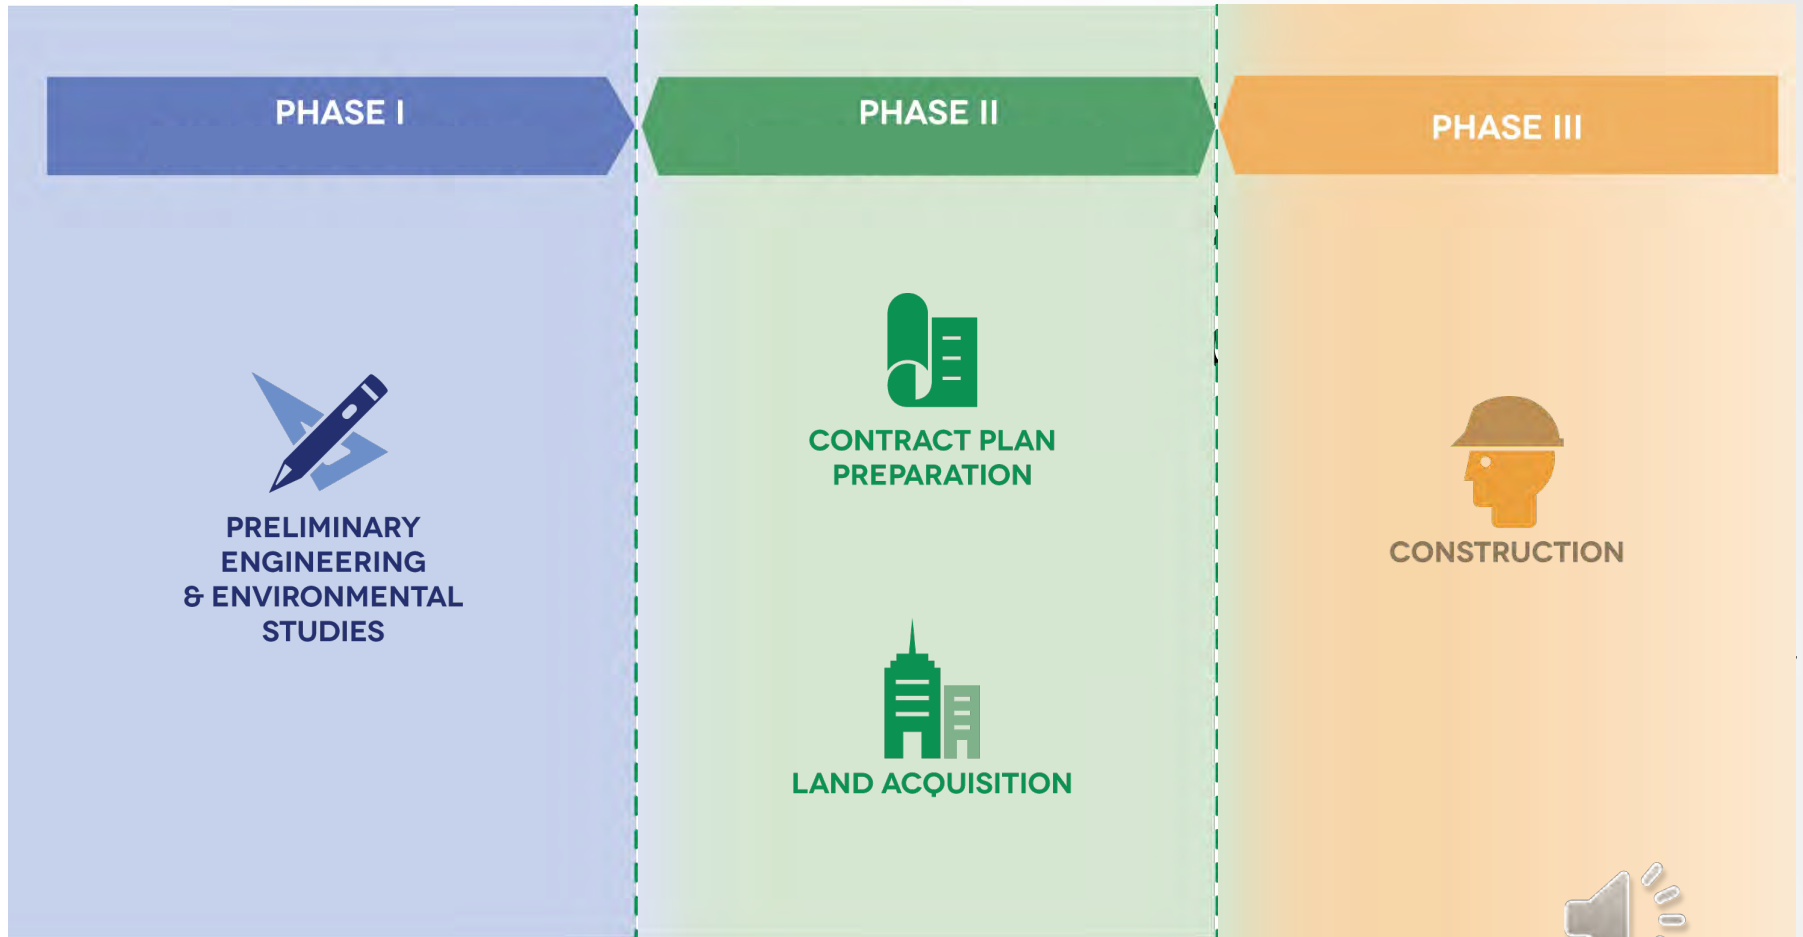 PHASE I
PHASE II
PHASE III
PRELIMINARY
ENGINEERING
& ENVIRONMENTAL
STUDIES
CONTRACT PLAN
PREPARATION
LAND ACQUISITION
CONSTRUCTION